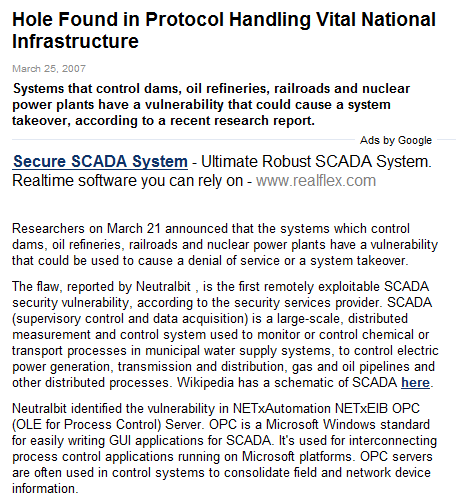 Hole Found in Protocol Handling Vital National
Infrastructure
March 25, 2007
Systems that control dams, oil refineries, railroads and nuclear
power plants have a vulnerability that could cause a system
takeover, according to a recent research report.
Ads by Google
Secure SCADA System - Ultimate Robust SCADA System.
Realtime software you can rely on - www.realflex.com
Researchers on March 21 announced that the systems which control
dams, oil refineries, railroads and nuclear power plants have a vulnerability
that could be used to cause a denial of service or a system takeover.
The flaw, reported by Neutralbit , is the first remotely exploitable SCADA
security vulnerability, according to the security services provider. SCADA
(supervisory control and data acquisition) is a large-scale, distributed
measurement and control system used to monitor or control chemical or
transport processes in municipal water supply systems, to control electric
power generation, transmission and distribution, gas and oil pipelines and
other distributed processes. Wikipedia has a schematic of SCADA here.
Neutralbit identified the vulnerability in NETxAutomation NETxEIB OPC
(OLE for Process Control) Server. OPC is a Microsoft Windows standard
for easily writing GUI applications for SCADA. It's used for interconnecting
process control applications running on Microsoft platforms. OPC servers
are often used in control systems to consolidate field and network device
information.